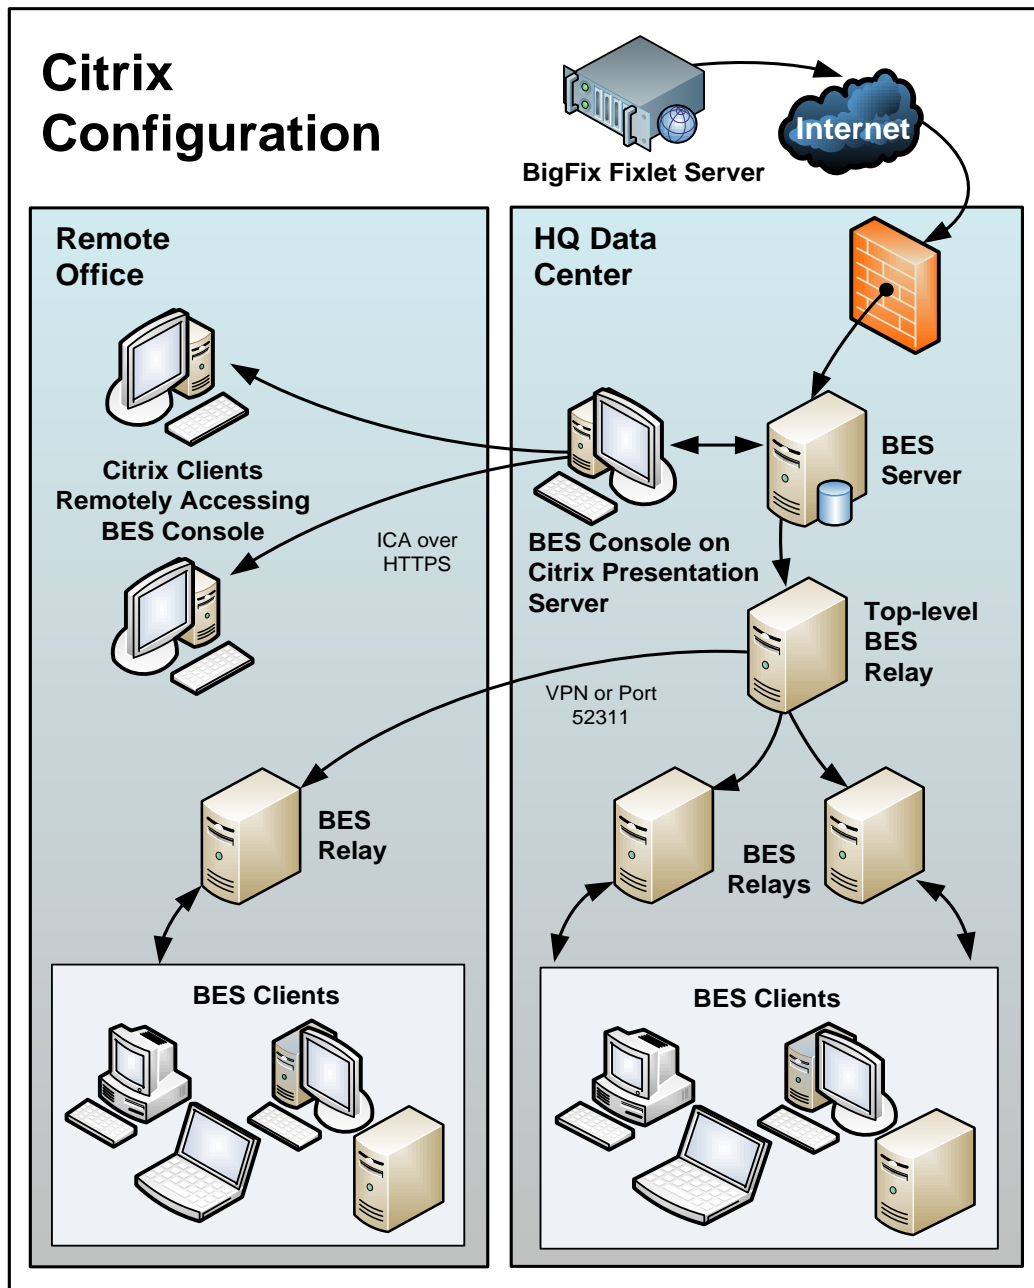 Citrix
Configuration
BigFix Fixlet Server
Internet
Remote
Office
HQ Data
Center
Citrix Clients
Remotely Accessing
BES Console
ICA over
HTTPS
BES Console on
Citrix Presentation
Server
BES
Server
Top-level
BES
Relay
VPN or Port
52311
BES
Relay
BES
Relays
BES Clients
BES Clients